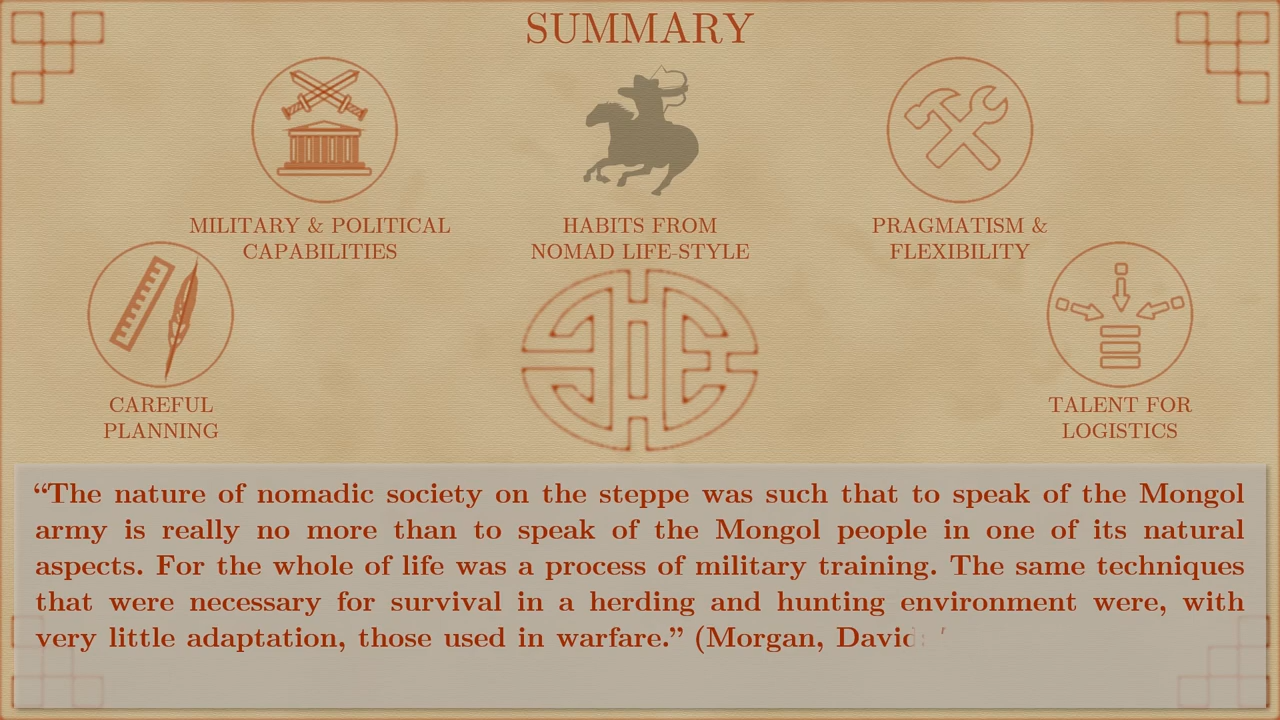 SUMMARY
MILITARY & POLITICAL
CAPABILITIES
HABITS FROM
NOMAD LIFE-STYLE
PRAGMATISM &
FLEXIBILITY
CAREFUL
PLANNING
TALENT FOR
LOGISTICS
“The nature of nomadic society on the steppe was such that to speak of the Mongol
army is really no more than to speak of the Mongol people in one of its natural
aspects. For the whole of life was a process of military training. The same techniques
that were necessary for survival in a herding and hunting environment were, with
very little adaptation, those used in warfare.” (Morgan, David: